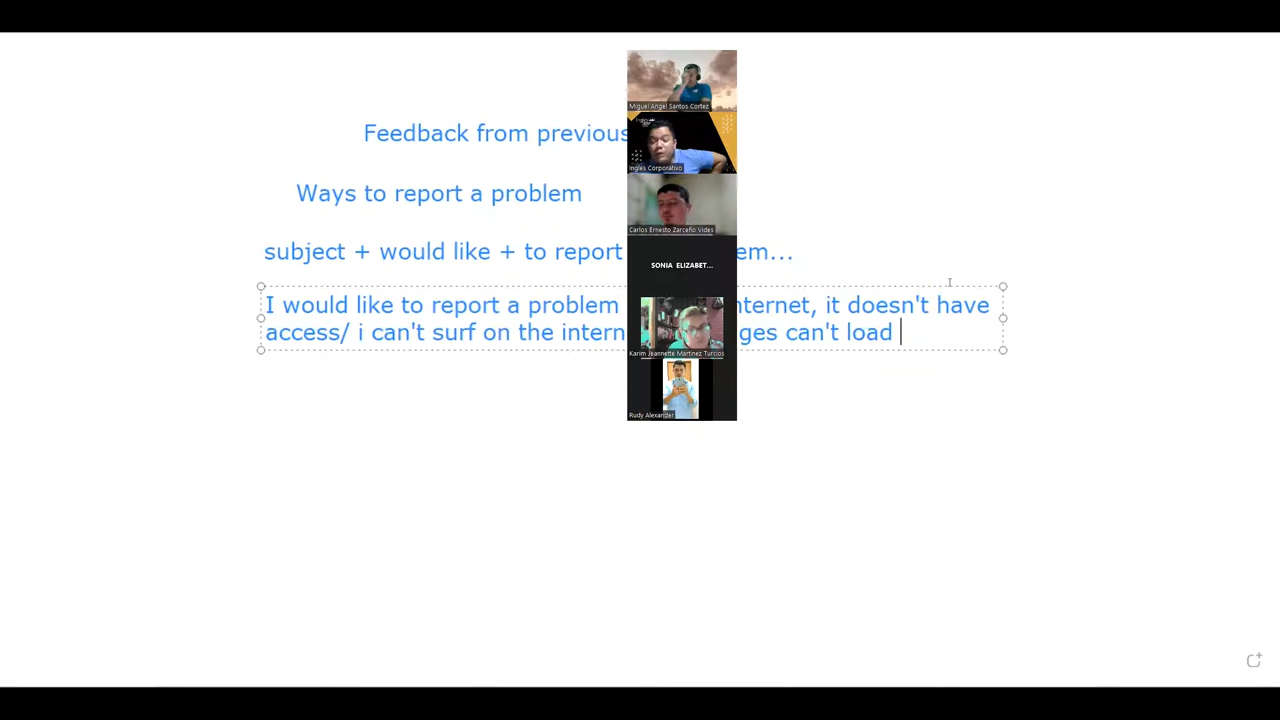 Feedback from previous
Ways to report a problem
subject + would like + to report em...
I would like to report a problem nternet, it doesn't have
access/ i can't surf on the intern ges can't load
Miguel Angel Santos Cortez
Ingles Corporativo
Carlos Ernesto Zarceño Vides
SONIA ELIZABET...
Karim Jeannette Martinez Turcios
Rudy Alexander